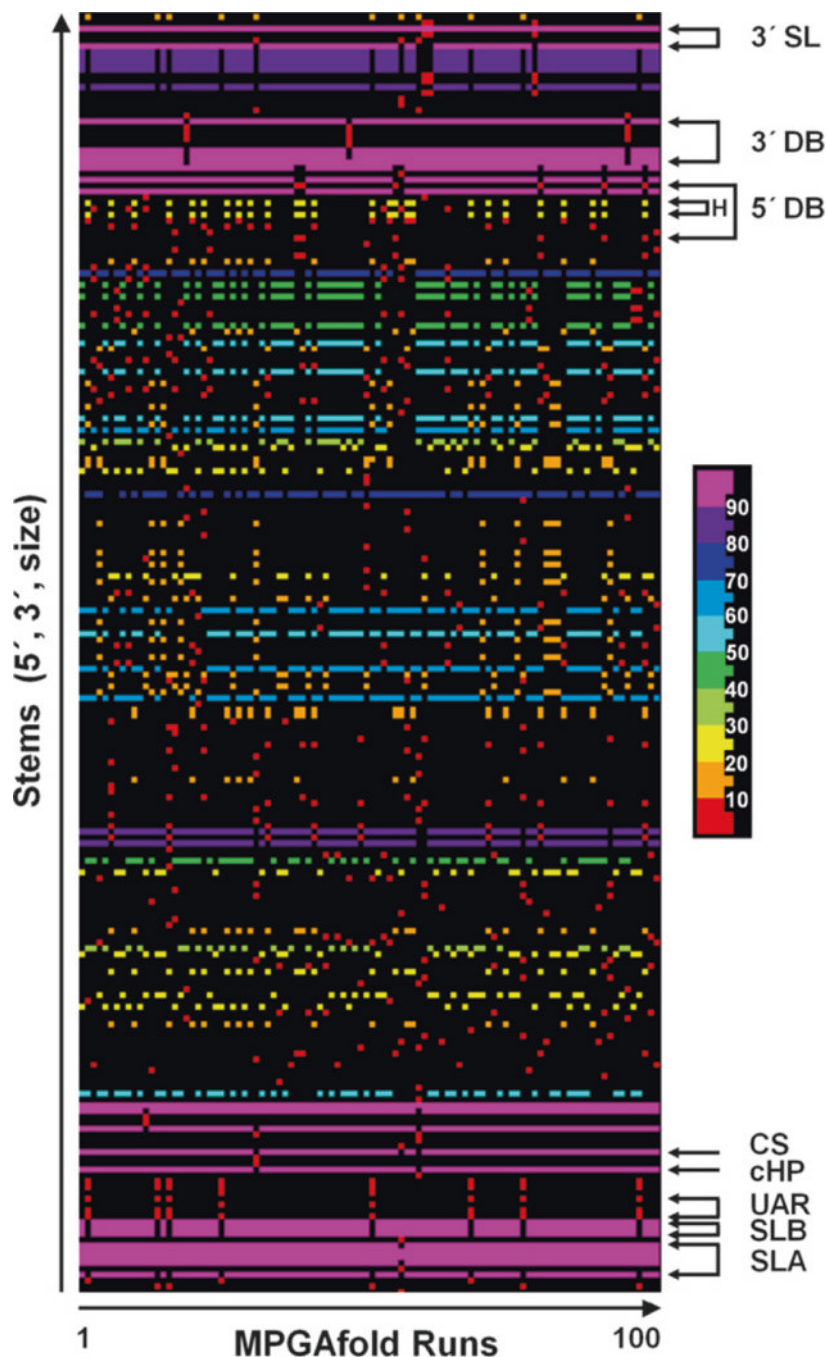 3´ SL
3´ DB
H
5´ DB
Stems (5´, 3´, size)
90
80
70
60
50
40
30
20
10
CS
cHP
UAR
SLB
SLA
1
MPGAfold Runs
100